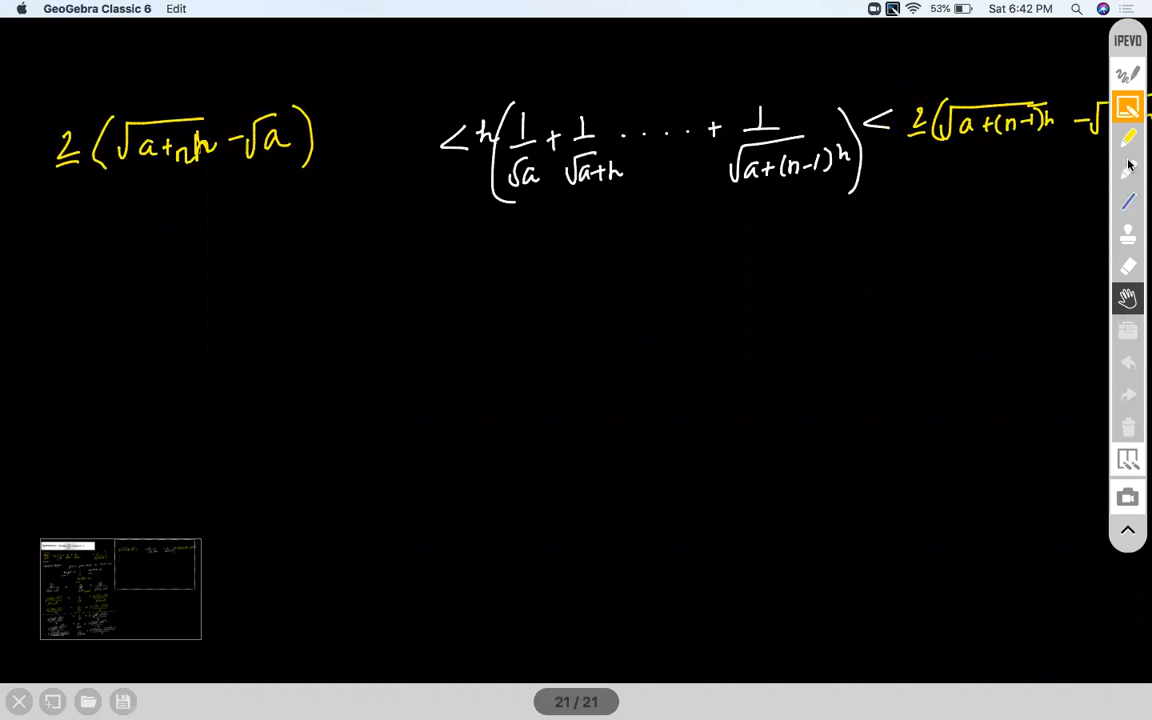 GeoGebra Classic 6 Edit 53% Sat 6:42 PM
IPEVO
2(√a+nh -√a) < h(1/√a + 1/√a+h ..... + 1/√a+(n-1)h) < 2(√a+(n-1)h -√
21 / 21